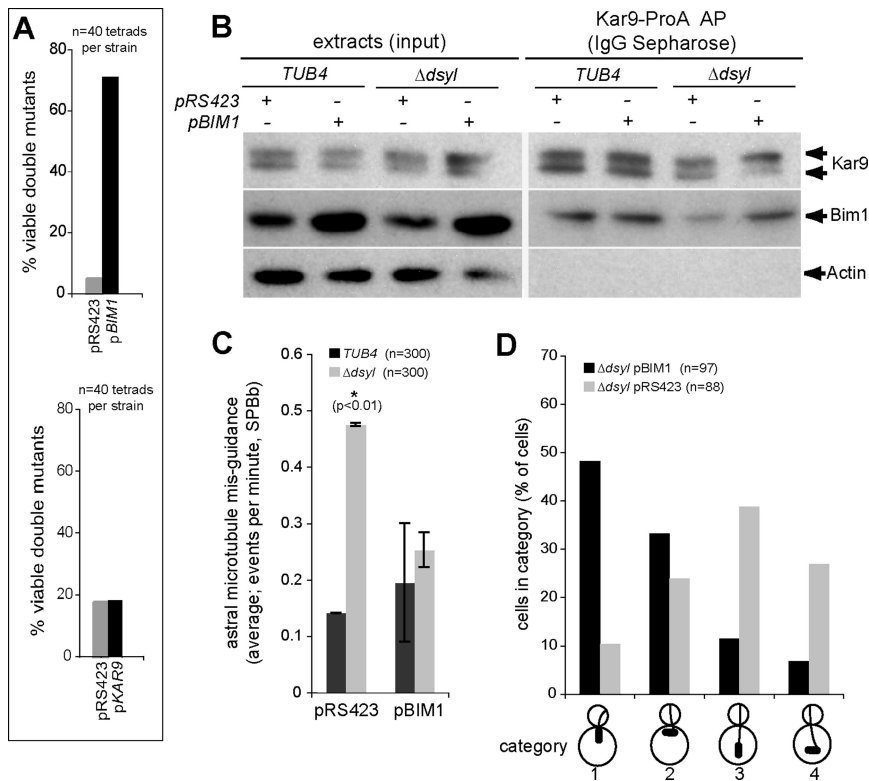 A
n=40 tetrads
per strain
% viable double mutants
80
60
40
20
0
pRS423
pBIM1
n=40 tetrads
per strain
% viable double mutants
80
60
40
20
0
pRS423
pKAR9
B
extracts (input)
Kar9-ProA AP
(IgG Sepharose)
TUB4 Δdsyl TUB4 Δdsyl
pRS423 + - + - + - + -
pBIM1 - + - + - + - +
Kar9
Bim1
Actin
C
TUB4 (n=300)
Δdsyl (n=300)
*
(p<0.01)
astral microtubule mis-guidance
(average; events per minute, SPBb)
0.6
0.4
0.3
0.2
0.1
0
pRS423 pBIM1
D
Δdsyl pBIM1 (n=97)
Δdsyl pRS423 (n=88)
cells in category (% of cells)
70
60
50
40
30
20
10
0
category
1 2 3 4